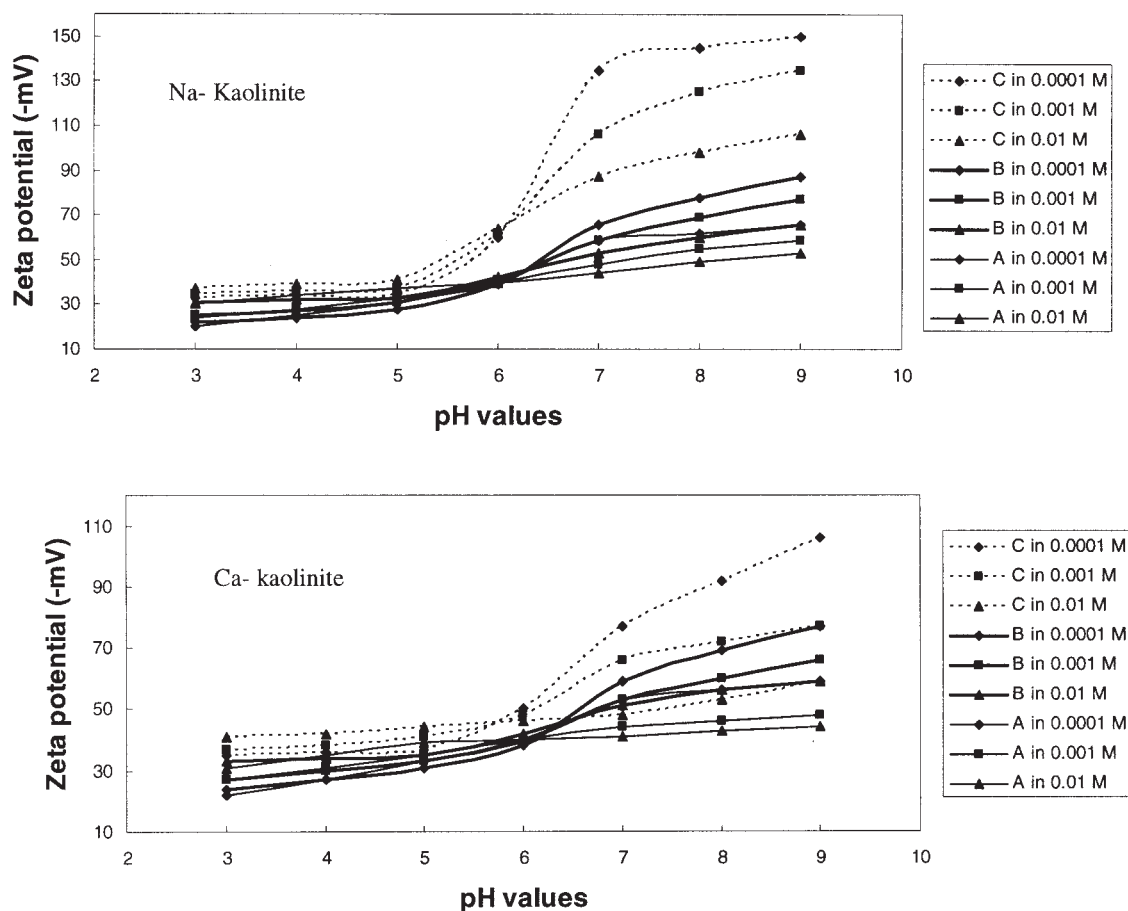 150
130
110
90
70
50
30
10
Zeta potential (-mV)
Na- Kaolinite
2 3 4 5 6 7 8 9 10
pH values
C in 0.0001 M
C in 0.001 M
C in 0.01 M
B in 0.0001 M
B in 0.001 M
B in 0.01 M
A in 0.0001 M
A in 0.001 M
A in 0.01 M
110
90
70
50
30
10
Zeta potential (-mV)
Ca- kaolinite
2 3 4 5 6 7 8 9 10
pH values
C in 0.0001 M
C in 0.001 M
C in 0.01 M
B in 0.0001 M
B in 0.001 M
B in 0.01 M
A in 0.0001 M
A in 0.001 M
A in 0.01 M